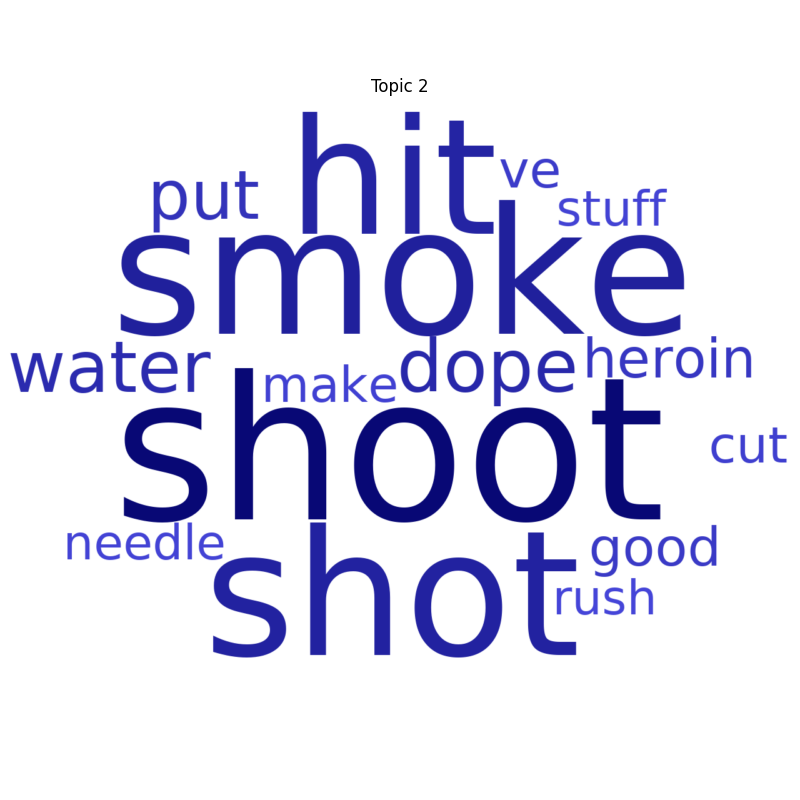 Topic 2
hit
ve
put
stuff
smoke
water
make
dope
heroin
shoot
cut
needle
good
shot
rush